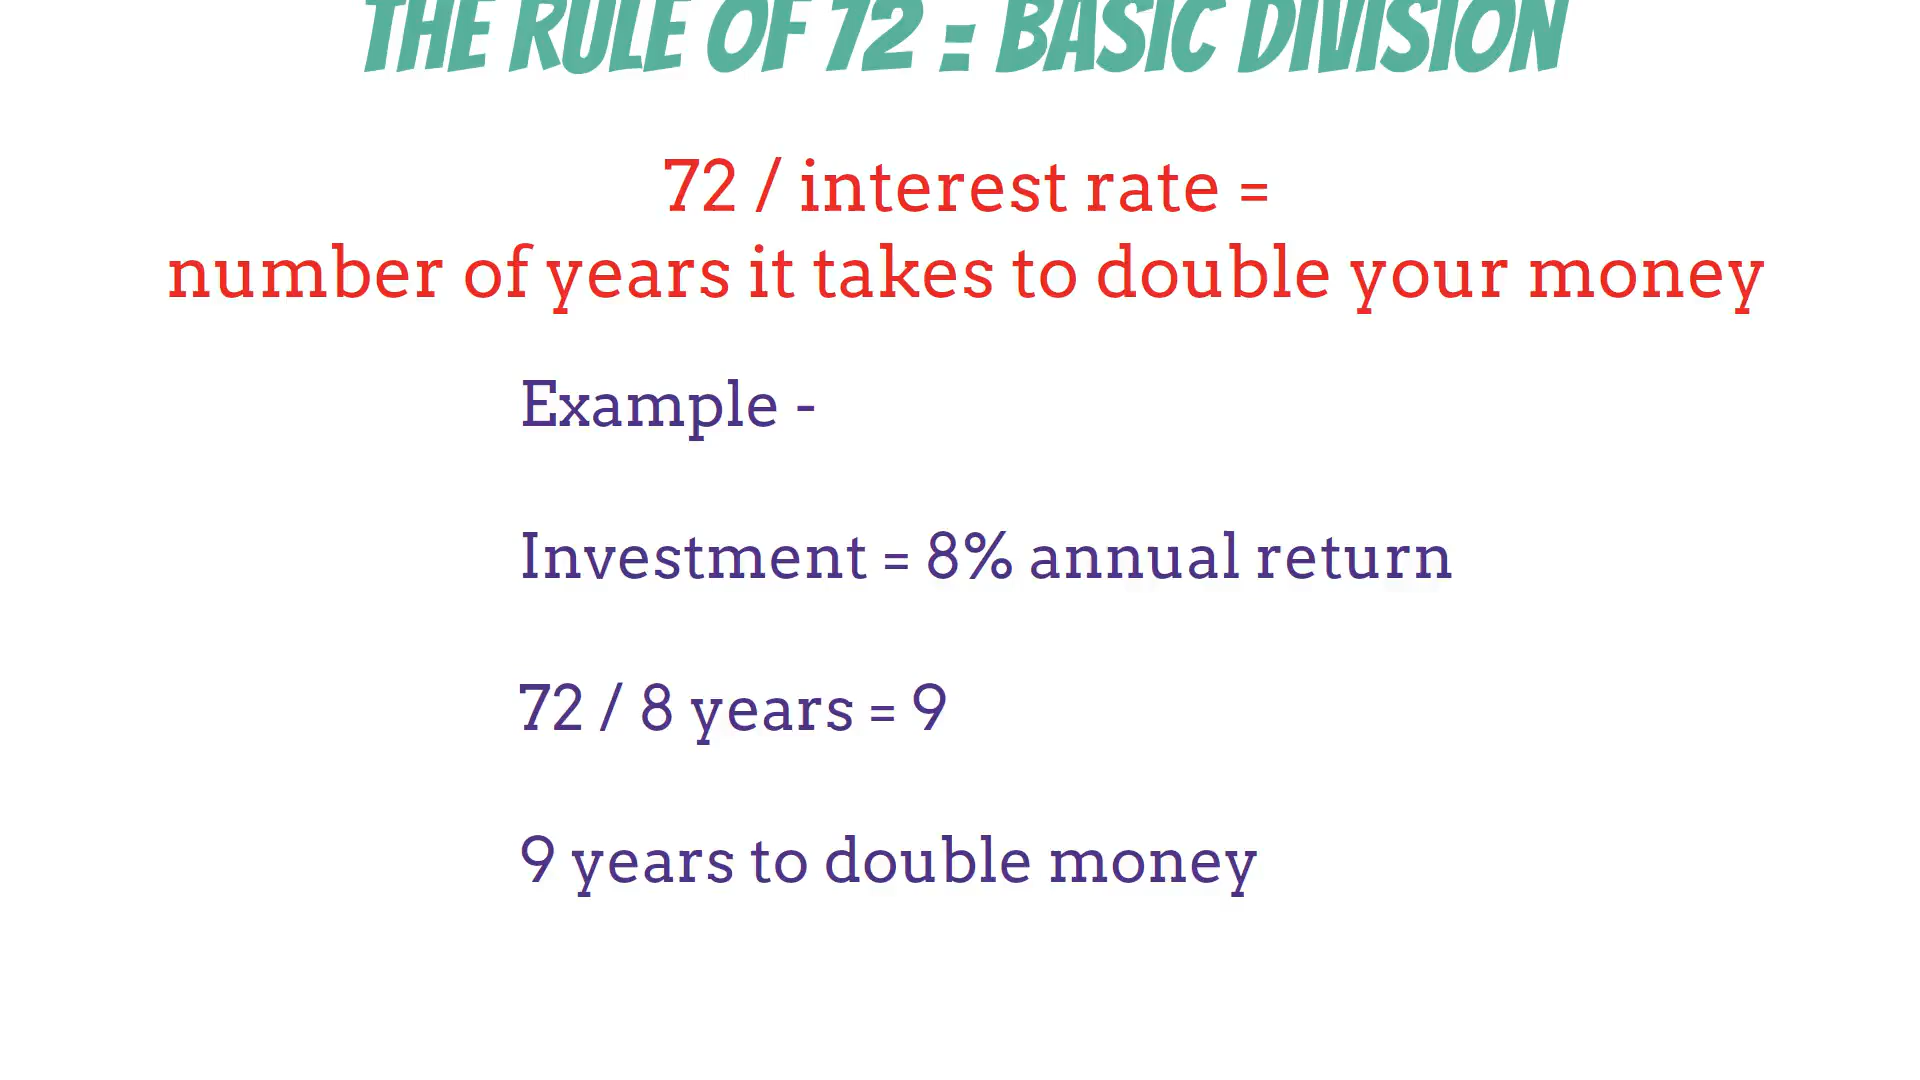 THE RULE OF 72 = BASIC DIVISION
72 / interest rate =
number of years it takes to double your money
Example -
Investment = 8% annual return
72 / 8 years = 9
9 years to double money